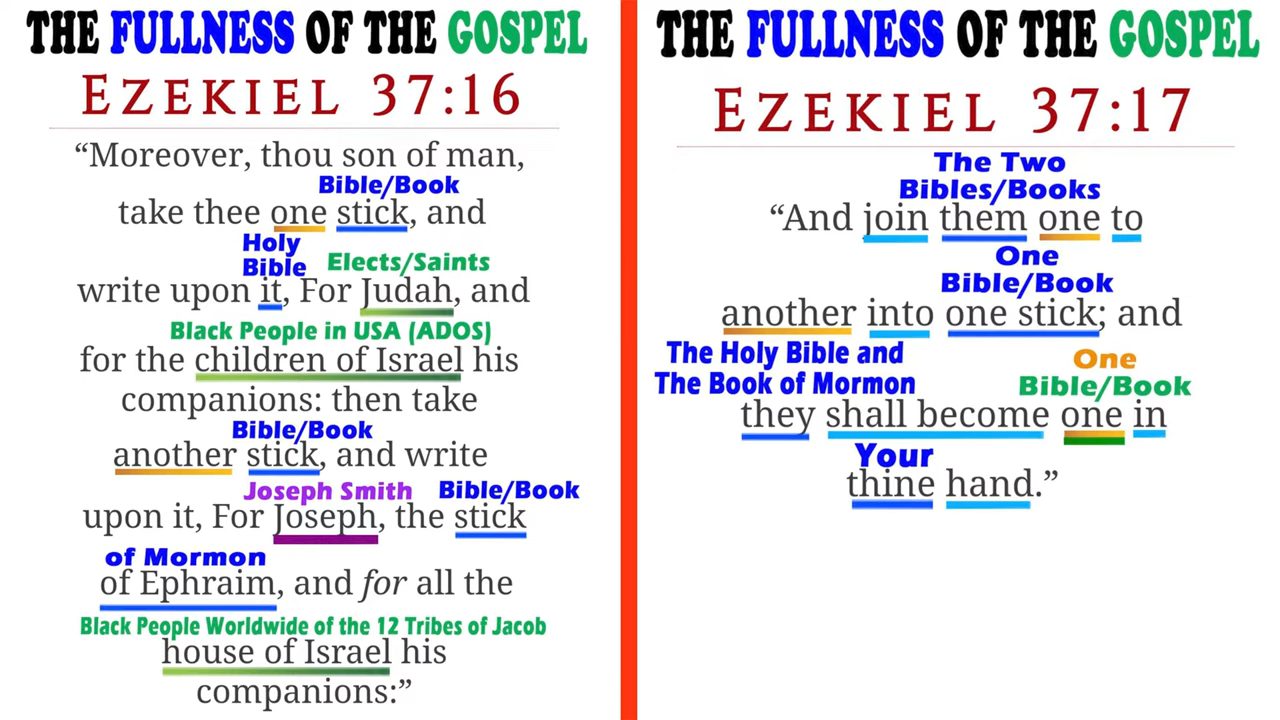 THE FULLNESS OF THE GOSPEL
EZEKIEL 37:16
“Moreover, thou son of man,
Bible/Book
take thee one stick, and
Holy
Bible
Elects/Saints
write upon it, For Judah, and
Black People in USA (ADOS)
for the children of Israel his
companions: then take
Bible/Book
another stick, and write
Joseph Smith Bible/Book
upon it, For Joseph, the stick
of Mormon
of Ephraim, and for all the
Black People Worldwide of the 12 Tribes of Jacob
house of Israel his
companions:”
THE FULLNESS OF THE GOSPEL
EZEKIEL 37:17
The Two
Bibles/Books
“And join them one to
One
Bible/Book
another into one stick; and
The Holy Bible and
The Book of Mormon
One
Bible/Book
they shall become one in
Your
thine hand.”